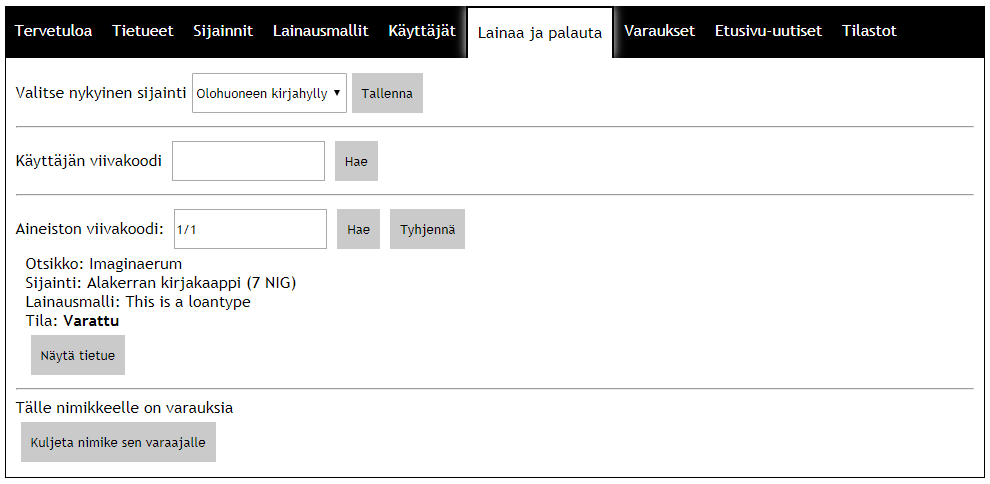 Tervetuloa Tietueet Sijainnit Lainausmallit Käyttäjät Lainaa ja palauta Varaukset Etusivu-uutiset Tilastot
Valitse nykyinen sijainti Olohuoneen kirjahylly Tallenna
Käyttäjän viivakoodi Hae
Aineiston viivakoodi: 1/1 Hae Tyhjennä
Otsikko: Imaginaerum
Sijainti: Alakerran kirjakaappi (7 NIG)
Lainausmalli: This is a loantype
Tila: Varattu
Näytä tietue
Tälle nimikkeelle on varauksia
Kuljeta nimike sen varaajalle